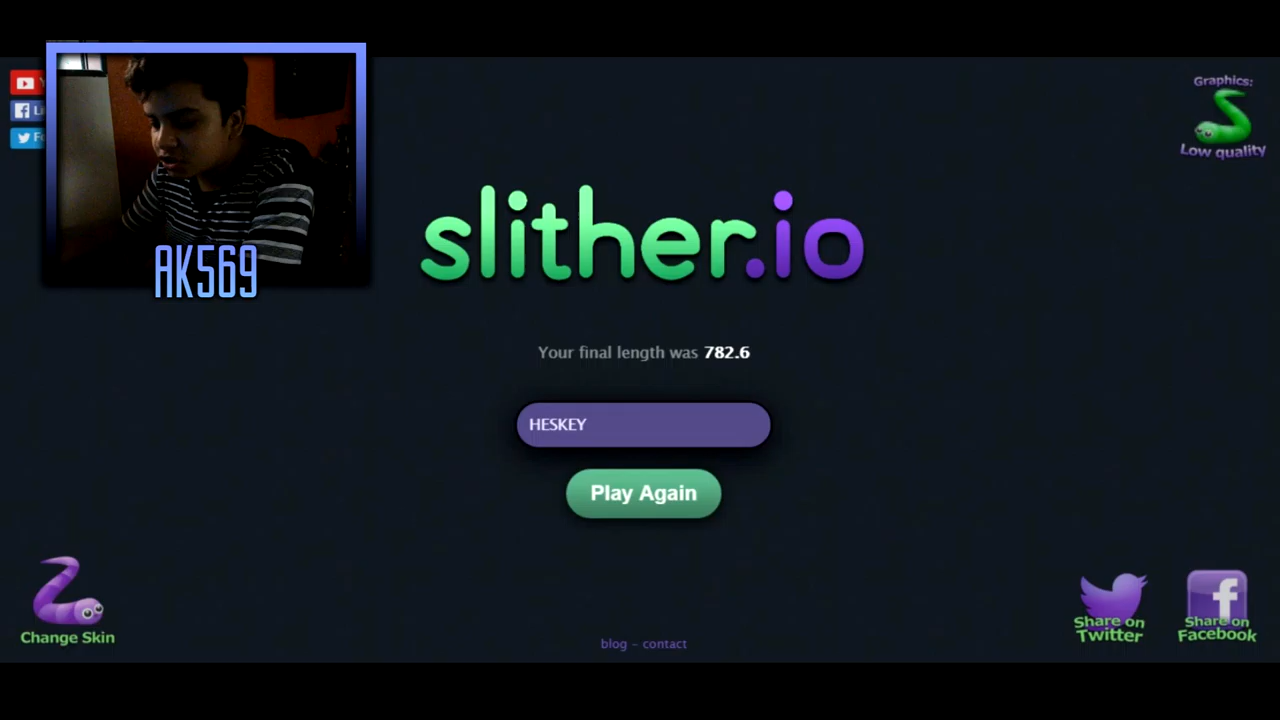 Graphics:
Low quality
AK569
slither.io
Your final length was 782.6
HESKEY
Play Again
Change Skin
blog - contact
Share on
Twitter
Share on
Facebook